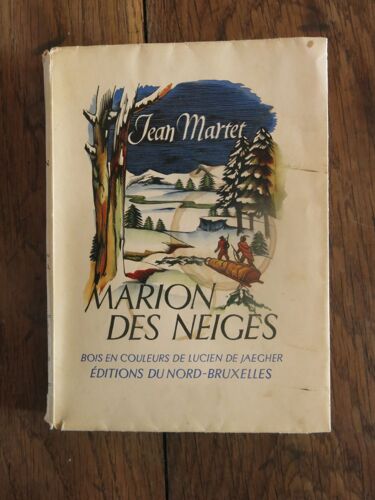 Jean Martet
MARION
DES NEIGES
BOIS EN COULEURS DE LUCIEN DE JAEGHER
ÉDITIONS DU NORD-BRUXELLES